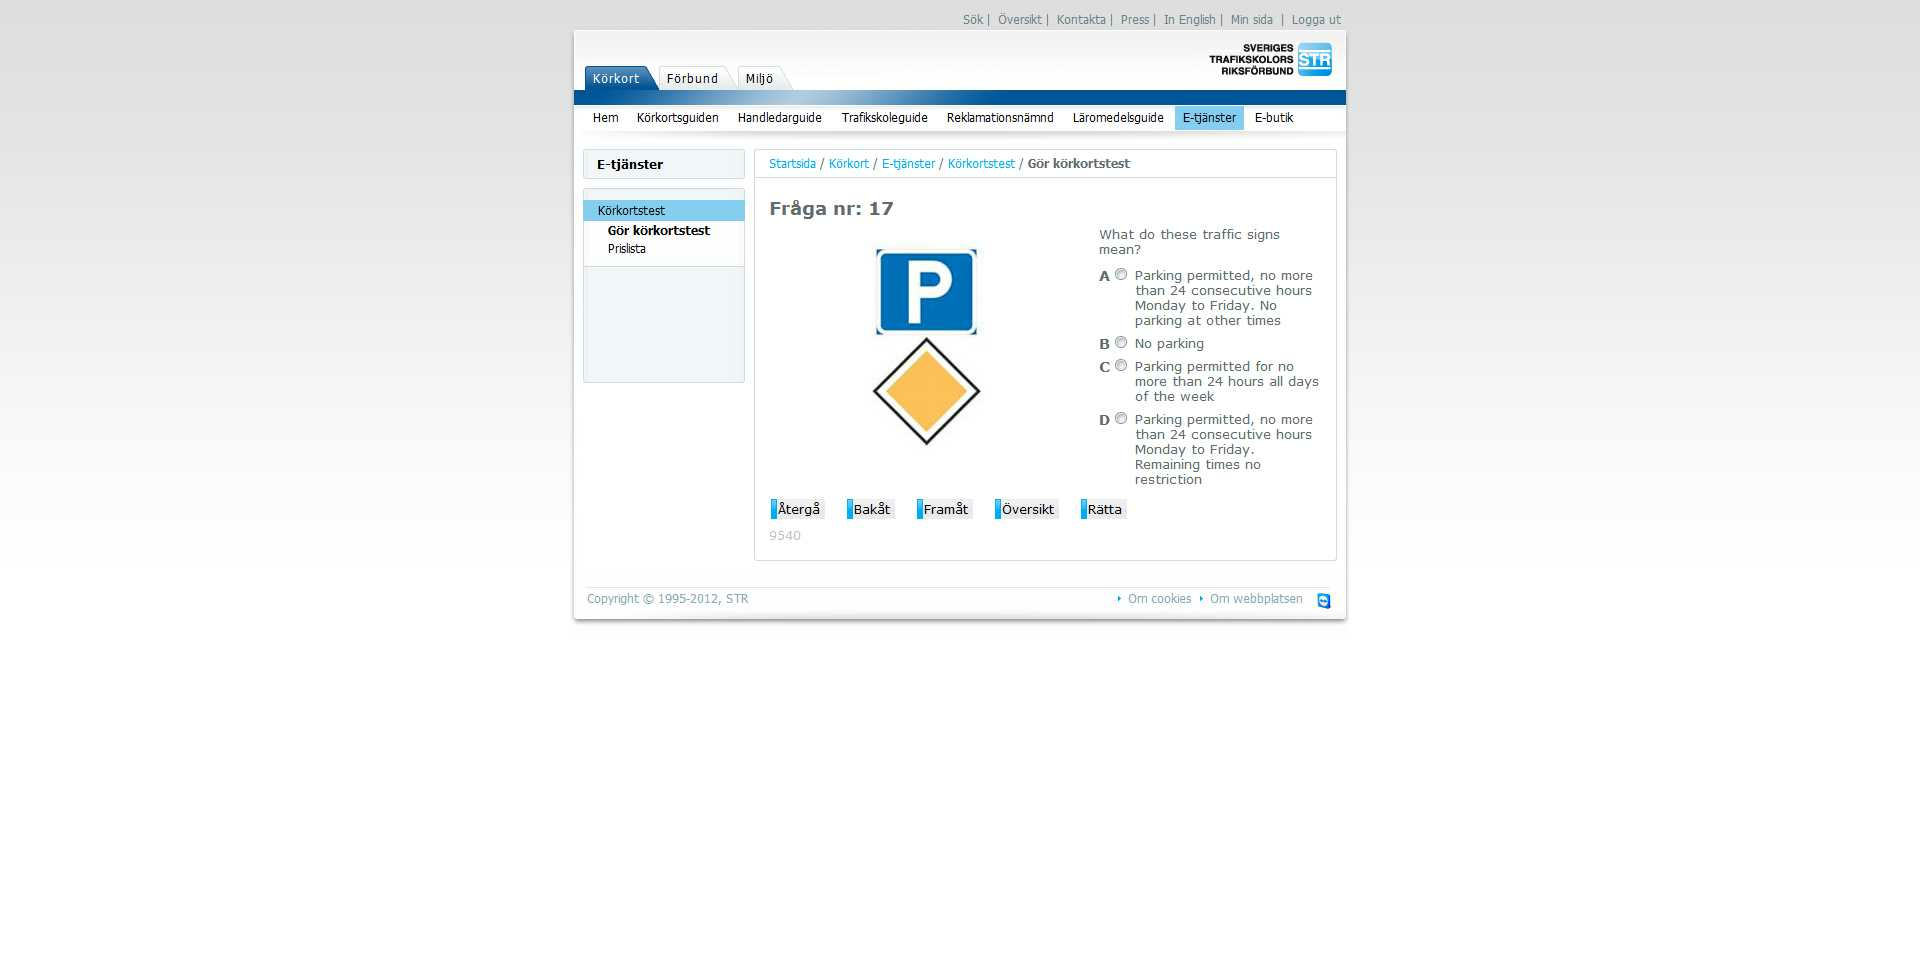 Sök | Översikt | Kontakta | Press | In English | Min sida | Logga ut
SVERIGES
TRAFIKSKOLORS
RIKSFÖRBUND
STR
Körkort Förbund Miljö
Hem Körkortsguiden Handledarguide Trafikskoleguide Reklamationsnämnd Läromedelsguide E-tjänster E-butik
E-tjänster
Körkortstest
Gör körkortstest
Prislista
Startsida / Körkort / E-tjänster / Körkortstest / Gör körkortstest
Fråga nr: 17
P
What do these traffic signs
mean?
A Parking permitted, no more
than 24 consecutive hours
Monday to Friday. No
parking at other times
B No parking
C Parking permitted for no
more than 24 hours all days
of the week
D Parking permitted, no more
than 24 consecutive hours
Monday to Friday.
Remaining times no
restriction
Återgå Bakåt Framåt Översikt Rätta
9540
Copyright © 1995-2012, STR
Om cookies Om webbplatsen